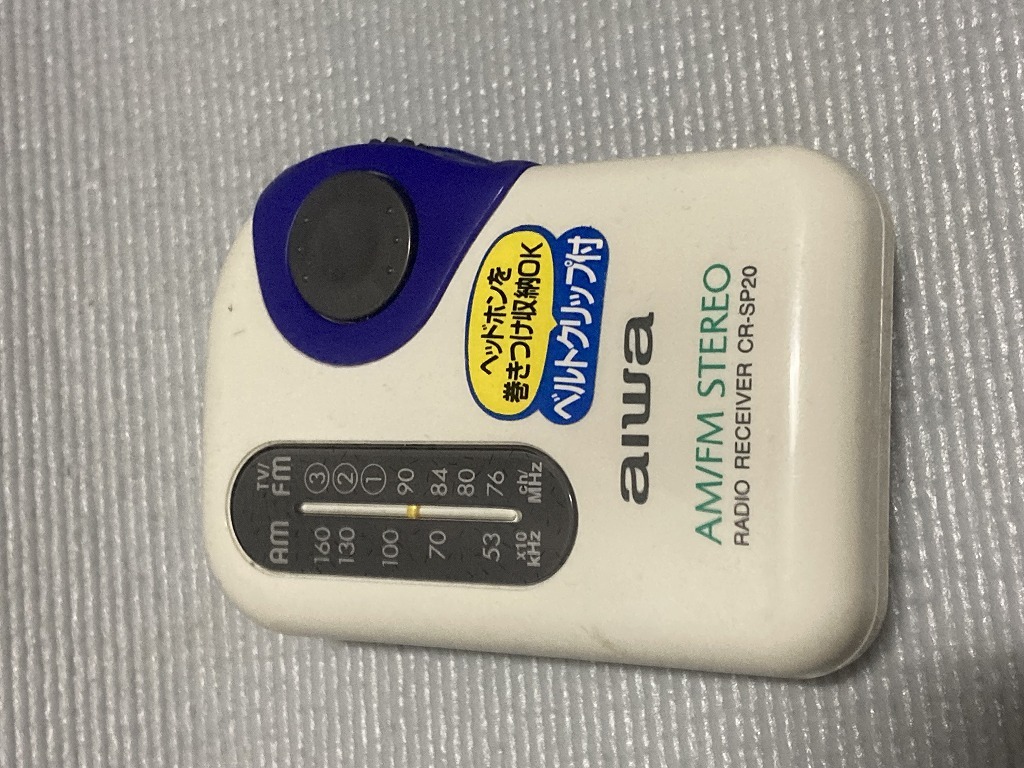 AM TV/FM
160 ③
130 ②
①
100 90
84
70 80
53 76
x10 kHz ch/MHz
ヘッドホンを
巻きつけ収納OK
ベルトクリップ付
aiwa
AM/FM STEREO
RADIO RECEIVER CR-SP20